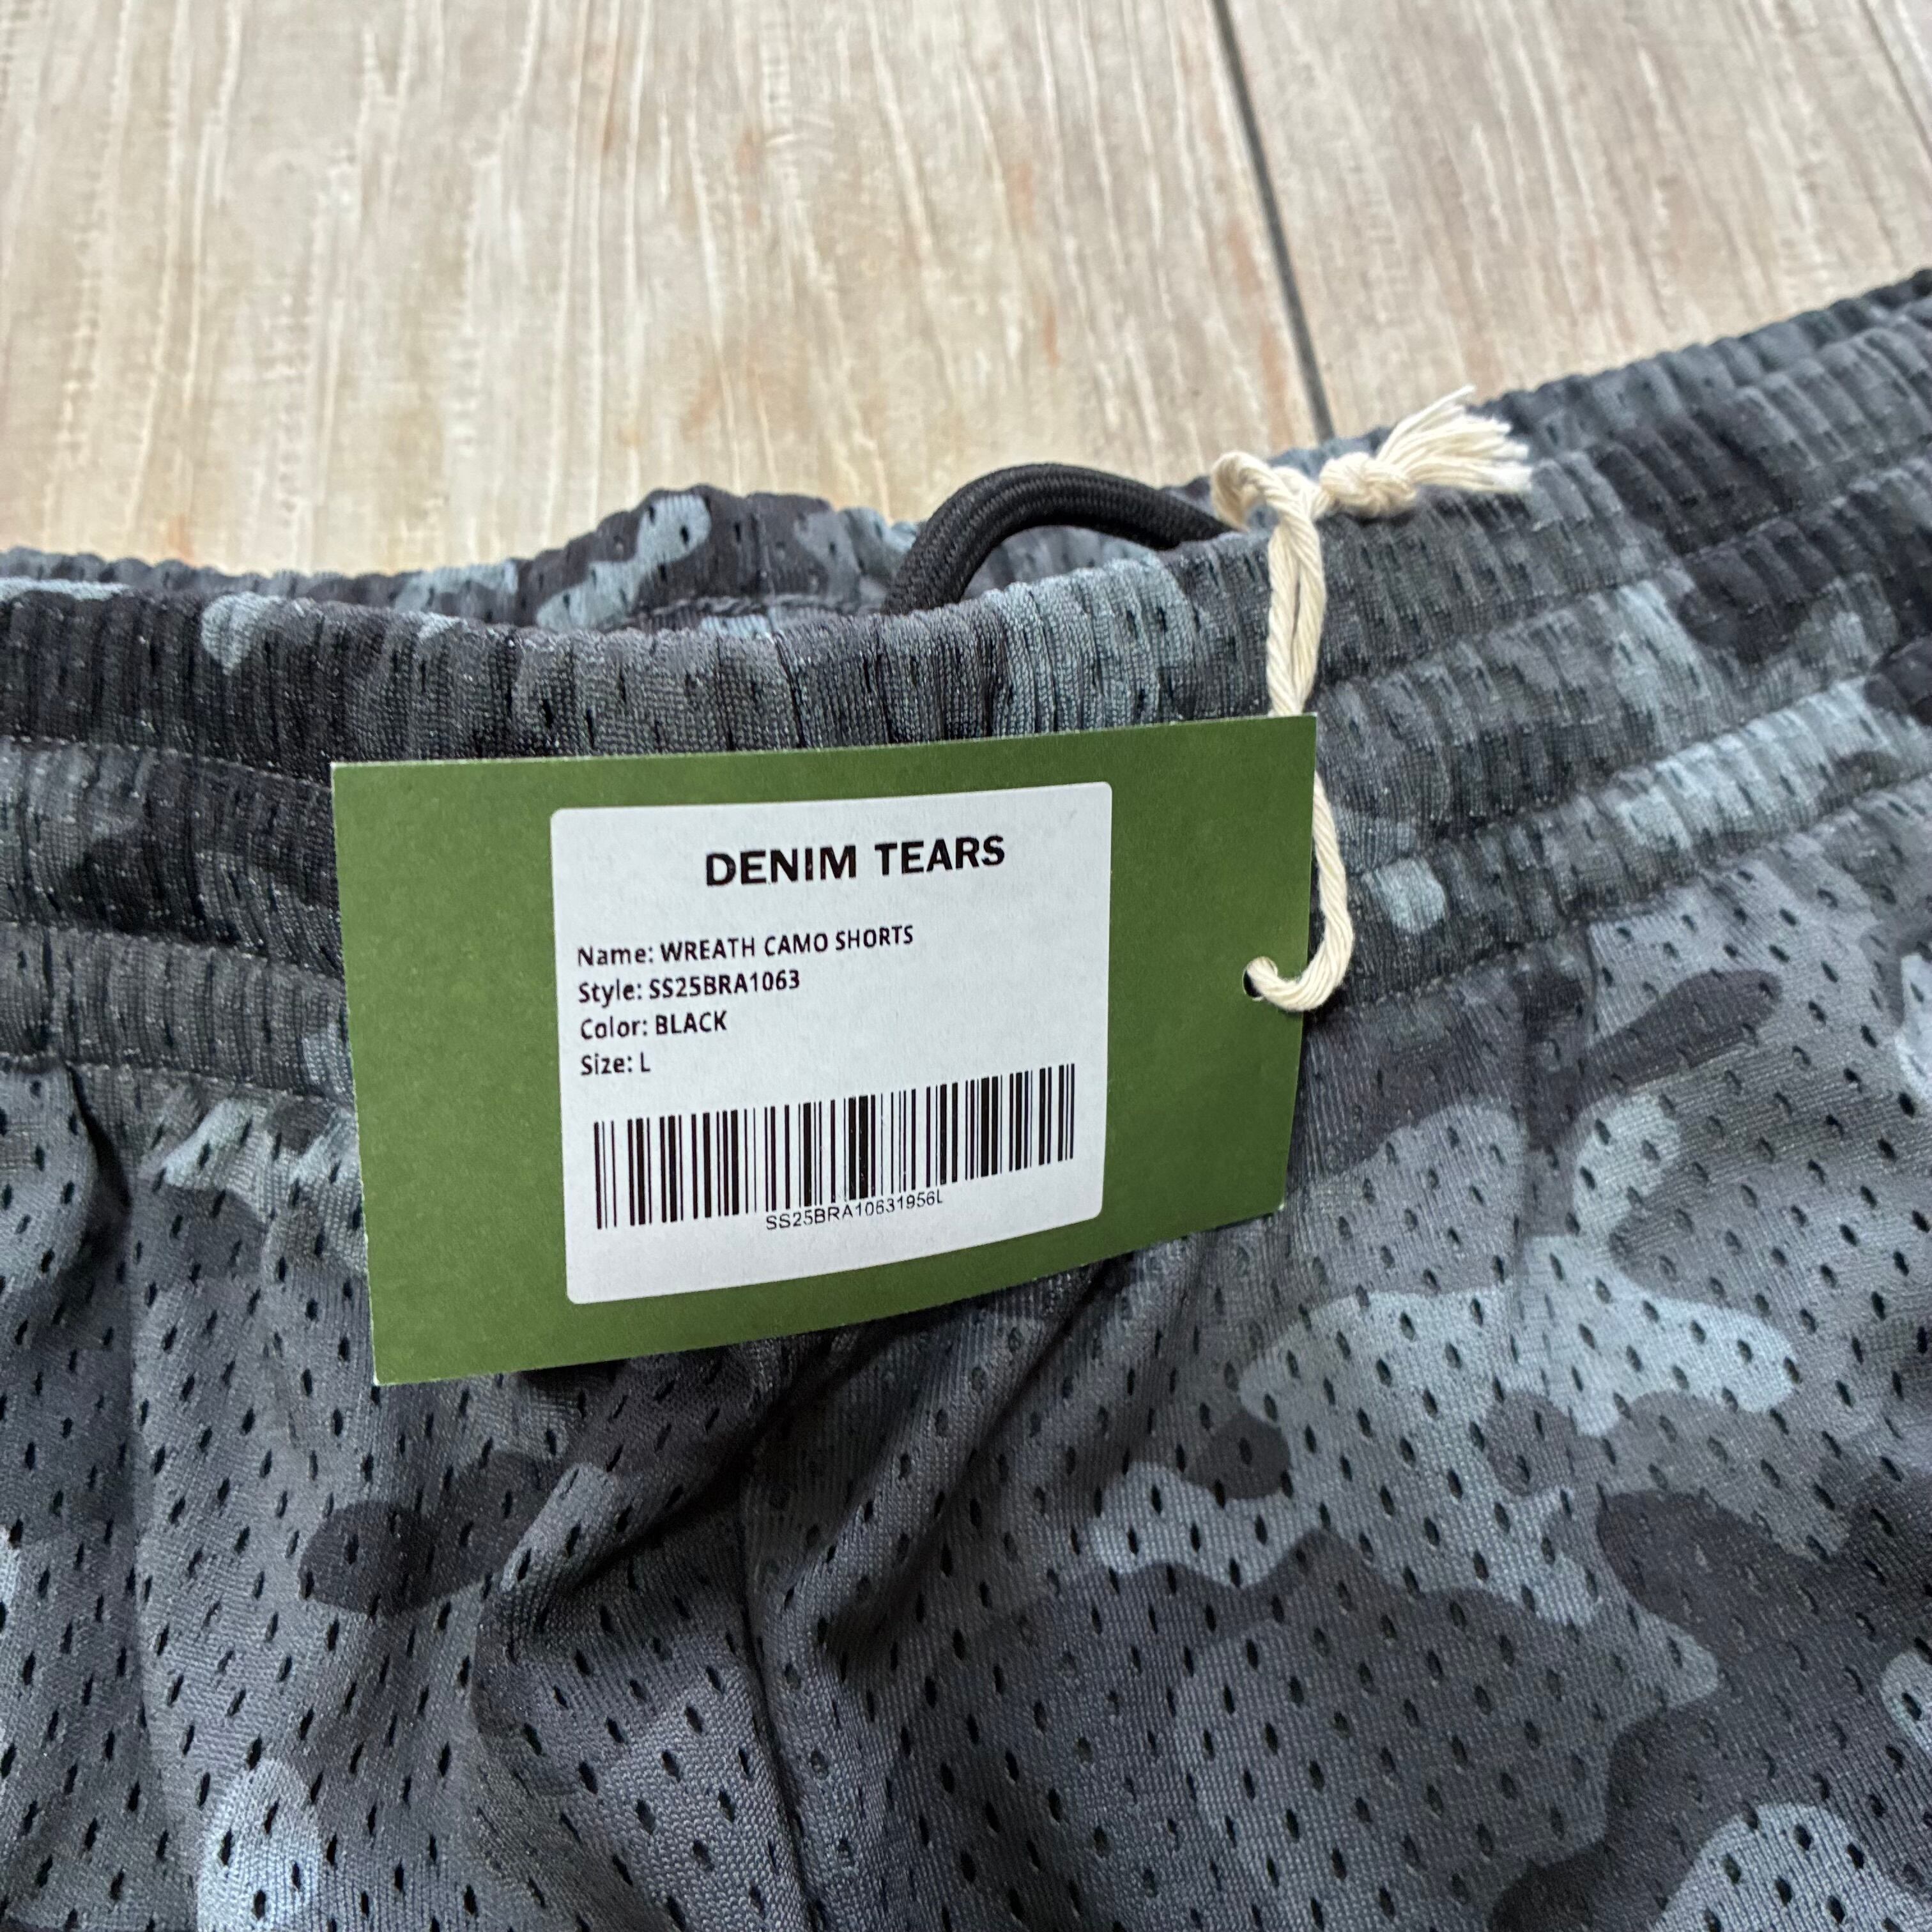 DENIM TEARS
Name: WREATH CAMO SHORTS
Style: SS25BRA1063
Color: BLACK
Size: L
SS25BRA10631956L